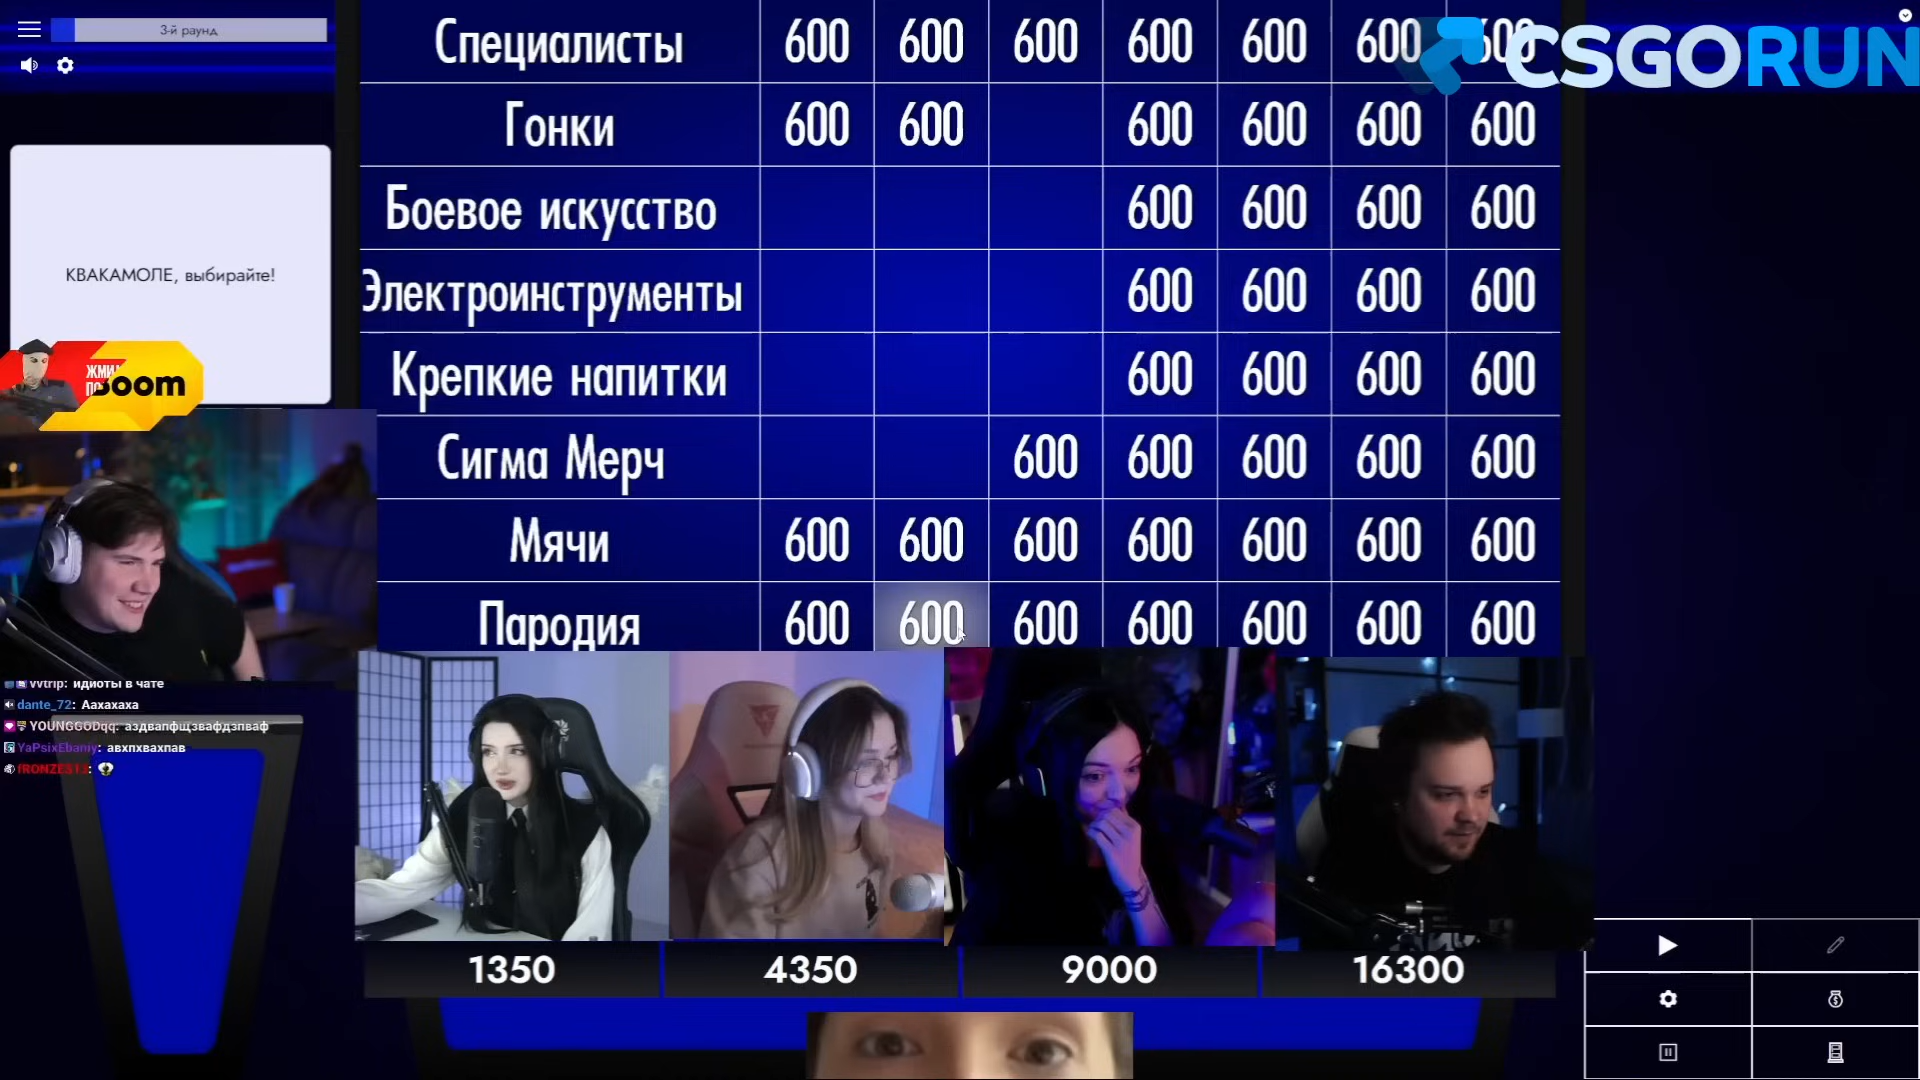 3-й раунд
КВАКАМОЛЕ, выбирайте!
Специалисты 600 600 600 600 600 600 600
Гонки 600 600 600 600 600 600
Боевое искусство 600 600 600 600
Электроинструменты 600 600 600 600
Крепкие напитки 600 600 600 600
Сигма Мерч 600 600 600 600 600
Мячи 600 600 600 600 600 600 600
Пародия 600 600 600 600 600 600 600
CSGORUN
Boom
vvtrip: идиоты в чате
dante_72: Аахахаха
YOUNGGODqq: аздвапфщзвафдзпваф
YaPsixEbaniy: авхпхвахпав
1350 4350 9000 16300